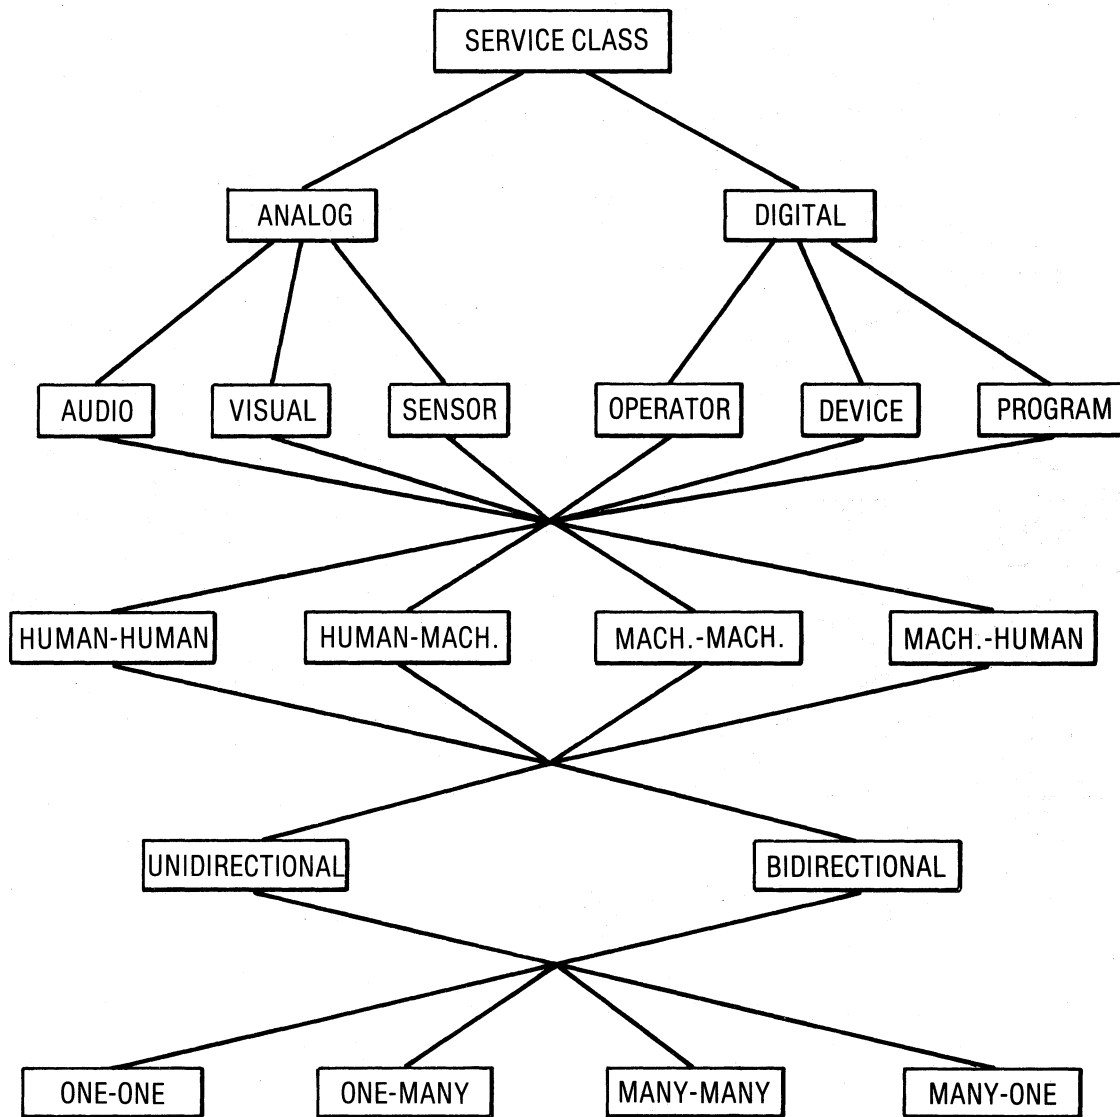 SERVICE CLASS
ANALOG
DIGITAL
AUDIO
VISUAL
SENSOR
OPERATOR
DEVICE
PROGRAM
HUMAN-HUMAN
HUMAN-MACH.
MACH.-MACH.
MACH.-HUMAN
UNIDIRECTIONAL
BIDIRECTIONAL
ONE-ONE
ONE-MANY
MANY-MANY
MANY-ONE